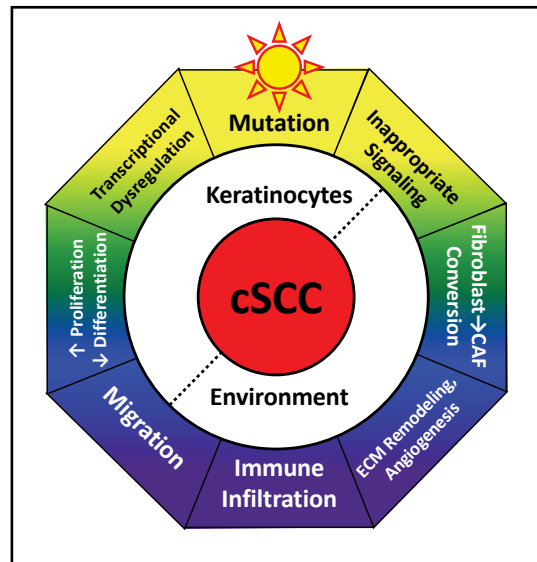 Mutation
Inappropriate
Signaling
Fibroblast→CAF
Conversion
ECM Remodeling,
Angiogenesis
Immune
Infiltration
Migration
↑ Proliferation
↓ Differentiation
Transcriptional
Dysregulation
Keratinocytes
cSCC
Environment